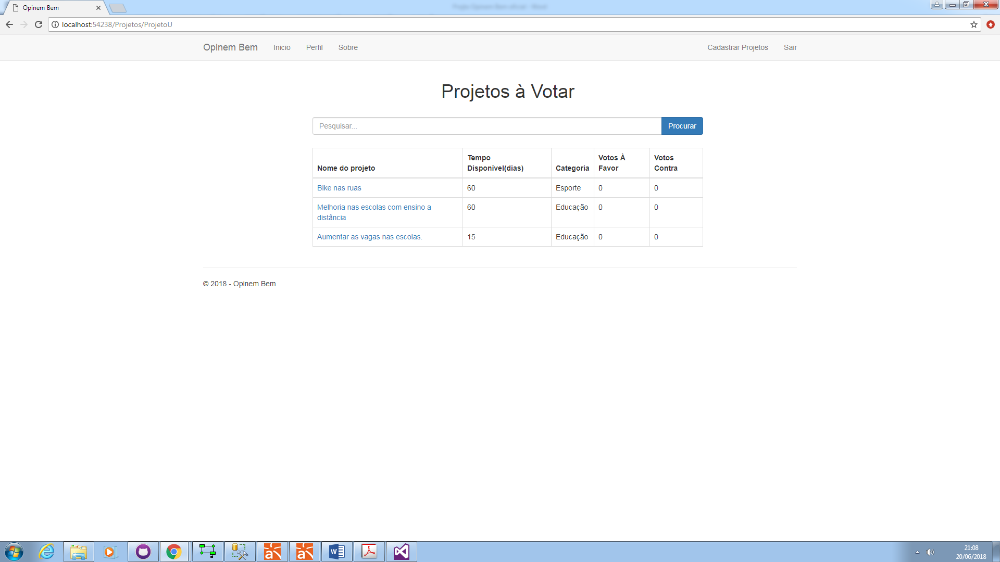 Opinem Bem
localhost:54238/Projetos/ProjetoU
Opinem Bem Inicio Perfil Sobre Cadastrar Projetos Sair
Projetos à Votar
Pesquisar... Procurar
Nome do projeto Tempo Disponível(dias) Categoria Votos À Favor Votos Contra
Bike nas ruas 60 Esporte 0 0
Melhoria nas escolas com ensino a 60 Educação 0 0
distância
Aumentar as vagas nas escolas. 15 Educação 0 0
© 2018 - Opinem Bem
21:08
20/06/2018